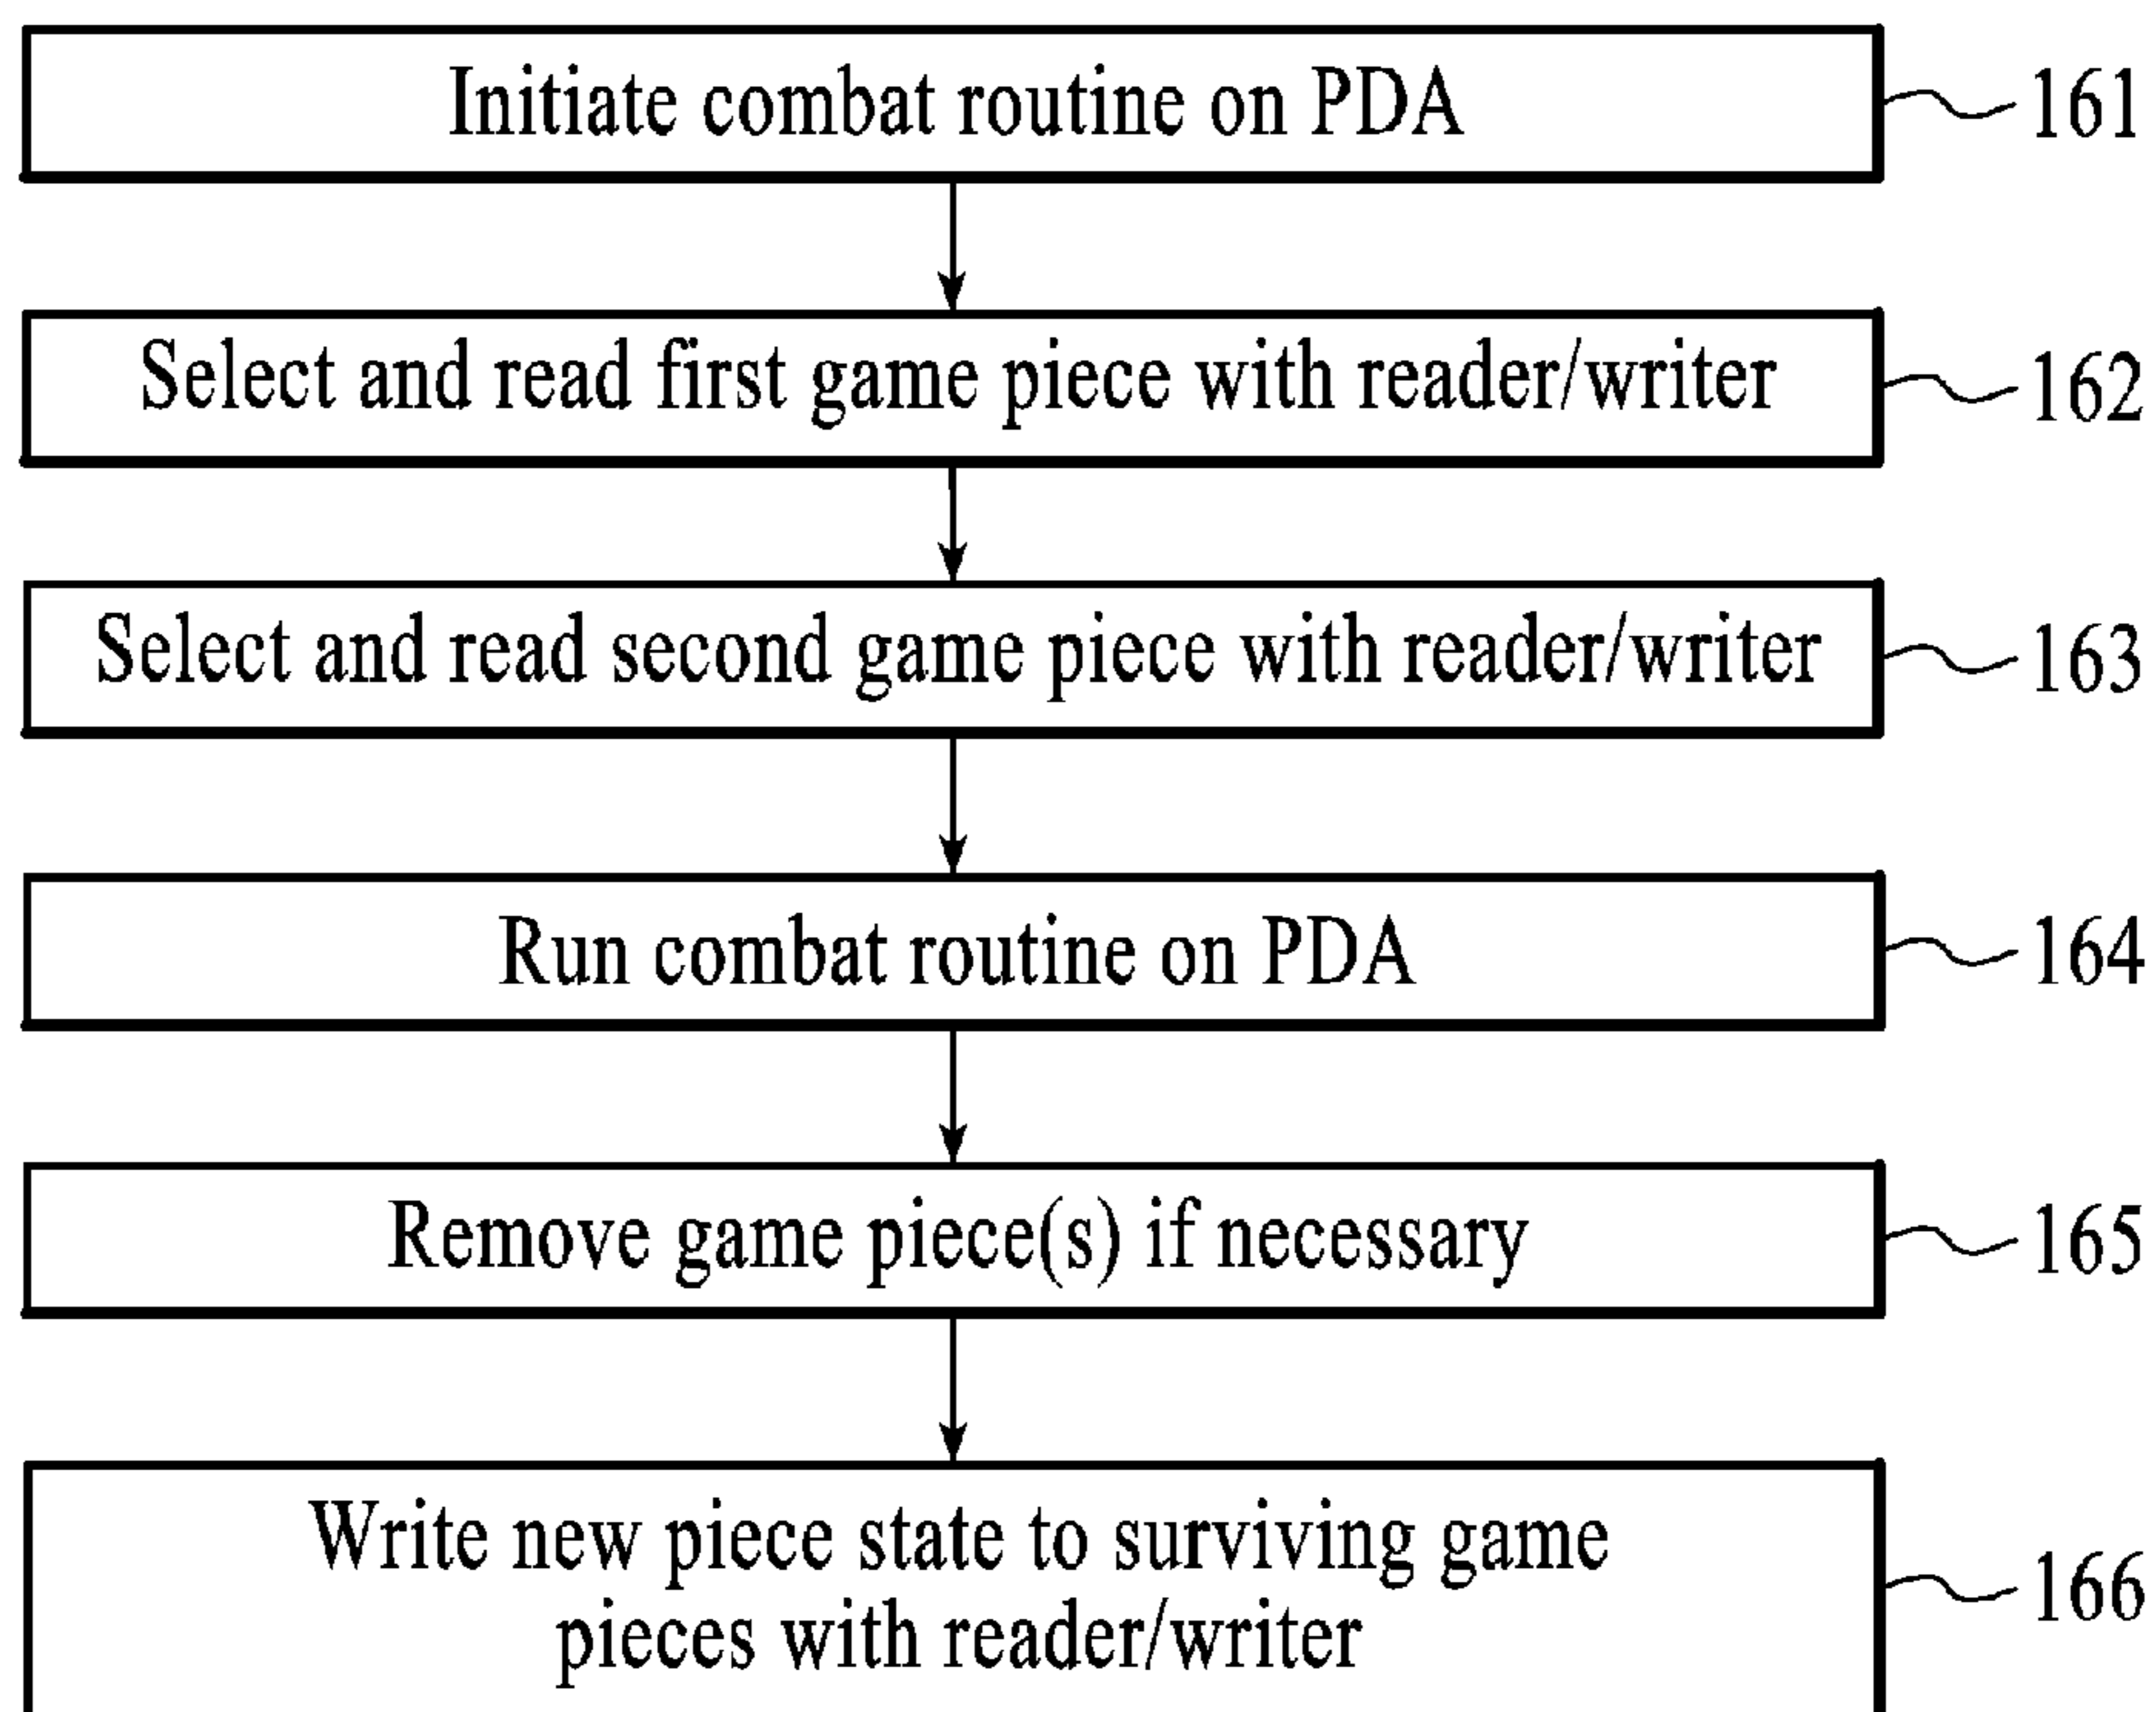 Initiate combat routine on PDA
161
Select and read first game piece with reader/writer
162
Select and read second game piece with reader/writer
163
Run combat routine on PDA
164
Remove game piece(s) if necessary
165
Write new piece state to surviving game
pieces with reader/writer
166